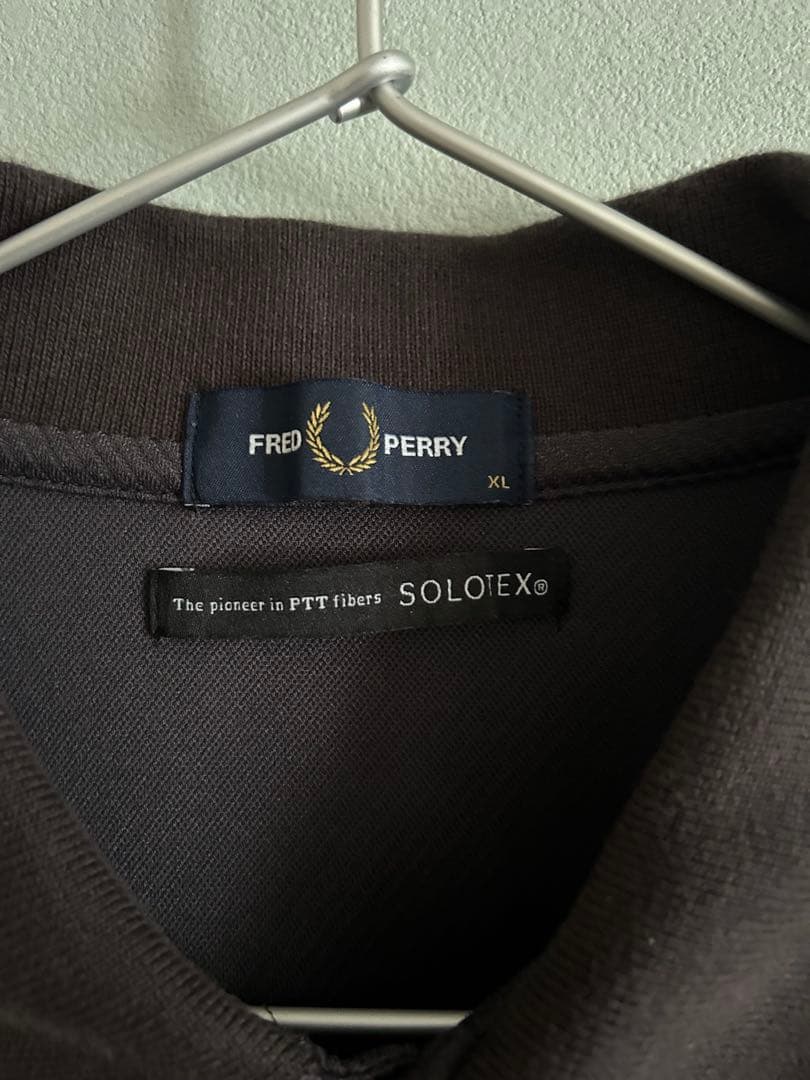 FRED PERRY
XL
The pioneer in PTT fibers SOLOTEX®